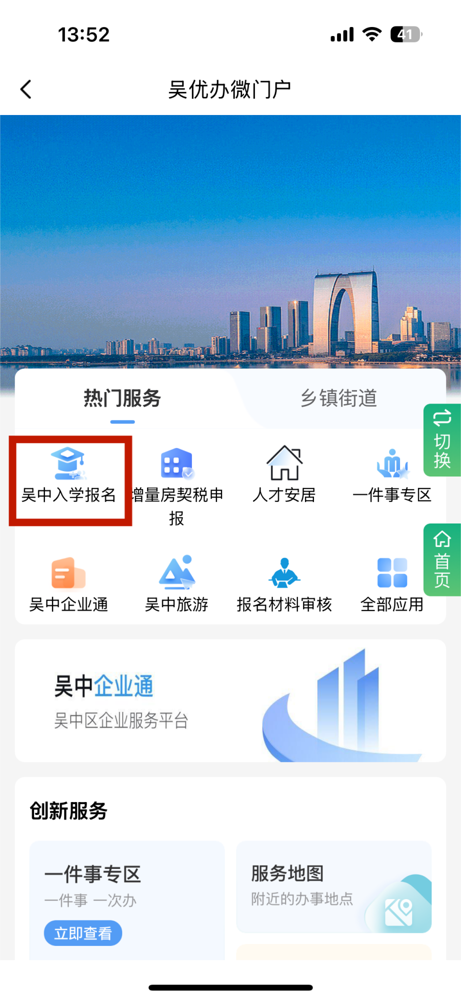 13:52
41
吴优办微门户
热门服务
乡镇街道
切换
吴中入学报名
增量房契税申报
人才安居
一件事专区
首页
吴中企业通
吴中旅游
报名材料审核
全部应用
吴中企业通
吴中区企业服务平台
创新服务
一件事专区
一件事 一次办
立即查看
服务地图
附近的办事地点